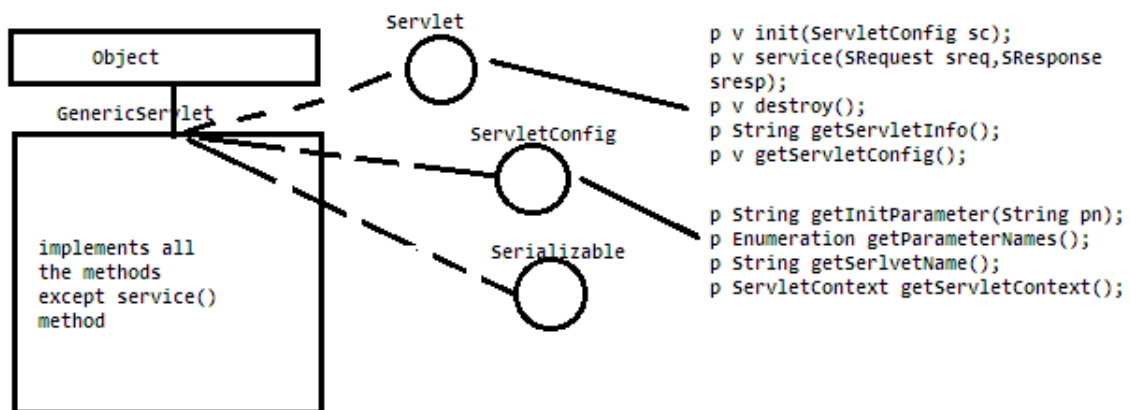 Servlet
Object
GenericServlet
implements all
the methods
except service()
method
ServletConfig
Serializable
p v init(ServletConfig sc);
p v service(SRequest sreq,SResponse
sresp);
p v destroy();
p String getServletInfo();
p v getServletConfig();
p String getInitParameter(String pn);
p Enumeration getParameterNames();
p String getSerlvetName();
p ServletContext getServletContext();